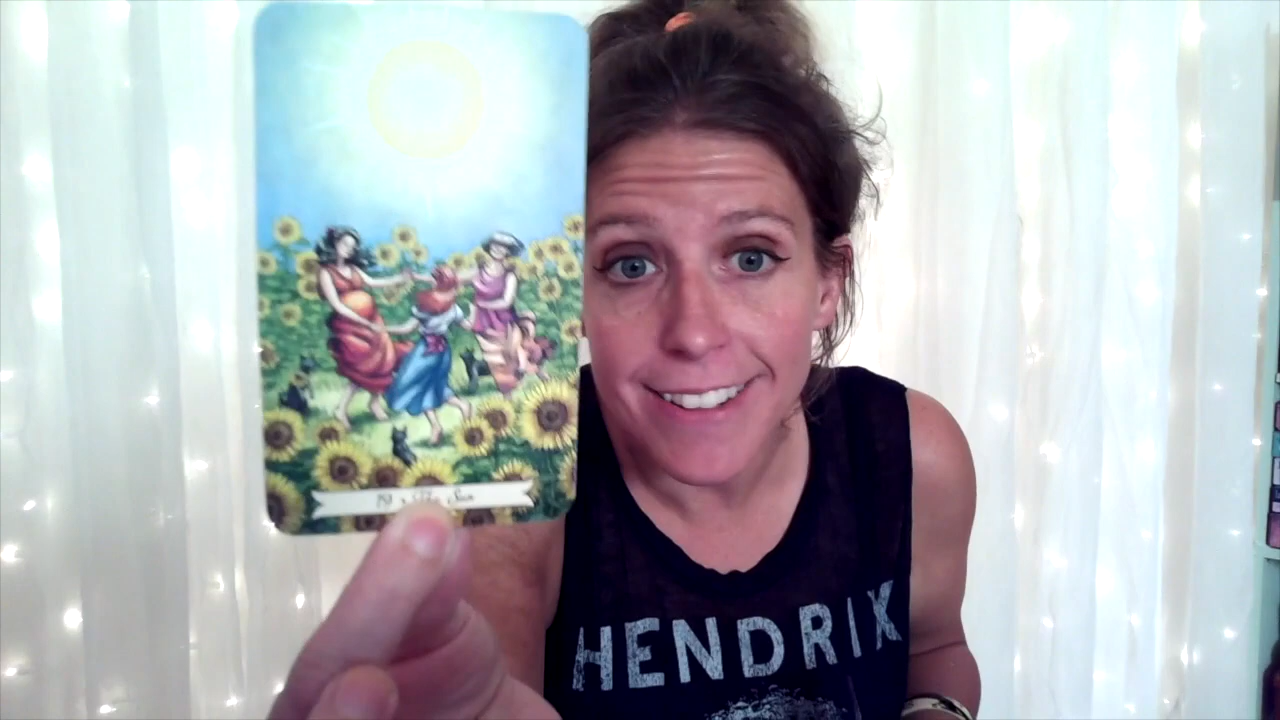 19 • The Sun
HENDRIX